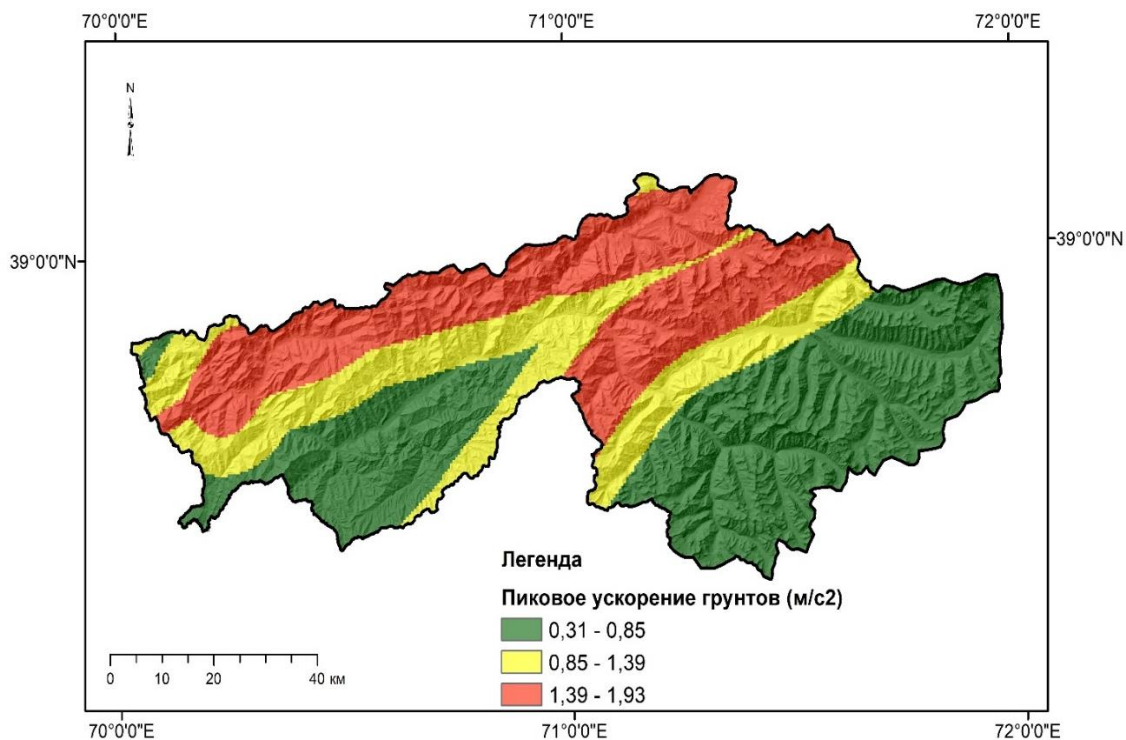 70°0'0"E 71°0'0"E 72°0'0"E
N
39°0'0"N 39°0'0"N
Легенда
Пиковое ускорение грунтов (м/с2)
0,31 - 0,85
0,85 - 1,39
1,39 - 1,93
0 10 20 40 км
70°0'0"E 71°0'0"E 72°0'0"E